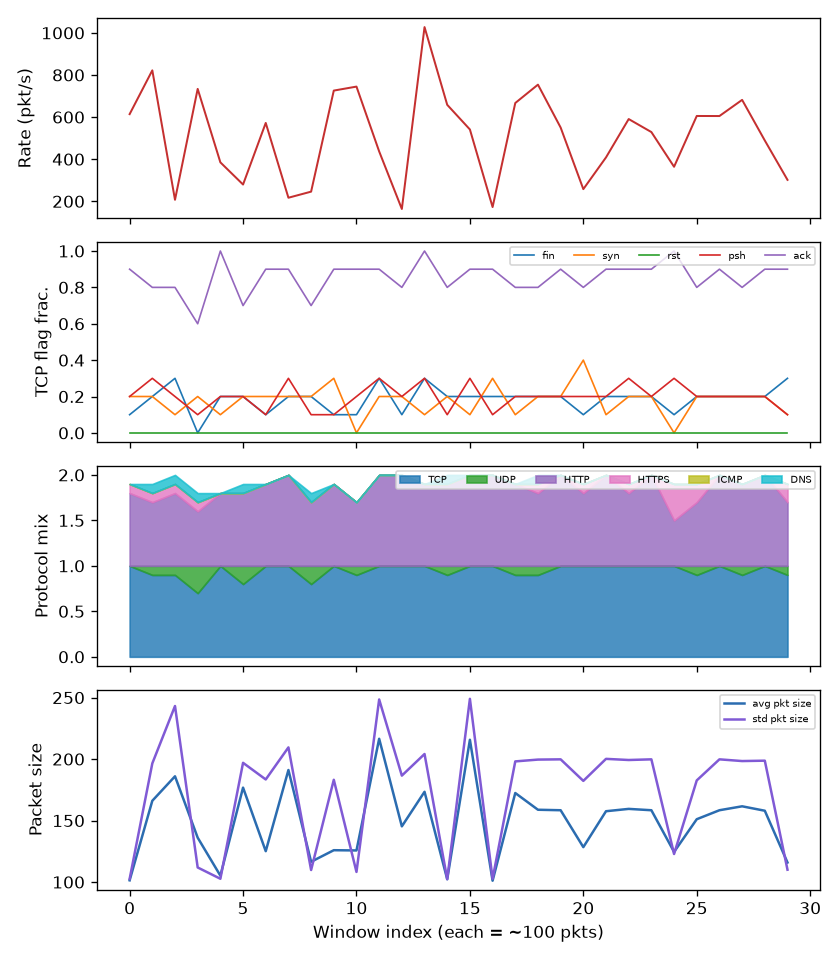 1000
800
600
400
200
Rate (pkt/s)
fin syn rst psh ack
1.0
0.8
0.6
0.4
0.2
0.0
TCP flag frac.
TCP UDP HTTP HTTPS ICMP DNS
2.0
1.5
1.0
0.5
0.0
Protocol mix
avg pkt size
std pkt size
250
200
150
100
Packet size
0 5 10 15 20 25 30
Window index (each = ~100 pkts)